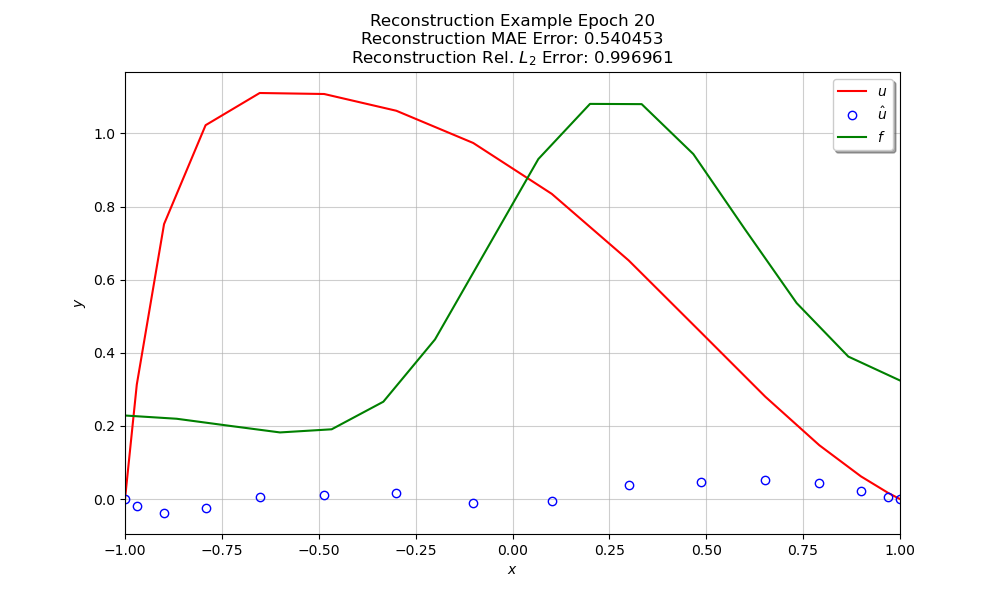 Reconstruction Example Epoch 20
Reconstruction MAE Error: 0.540453
Reconstruction Rel. L₂ Error: 0.996961
u
û
f
y
1.0
0.8
0.6
0.4
0.2
0.0
−1.00 −0.75 −0.50 −0.25 0.00 0.25 0.50 0.75 1.00
x